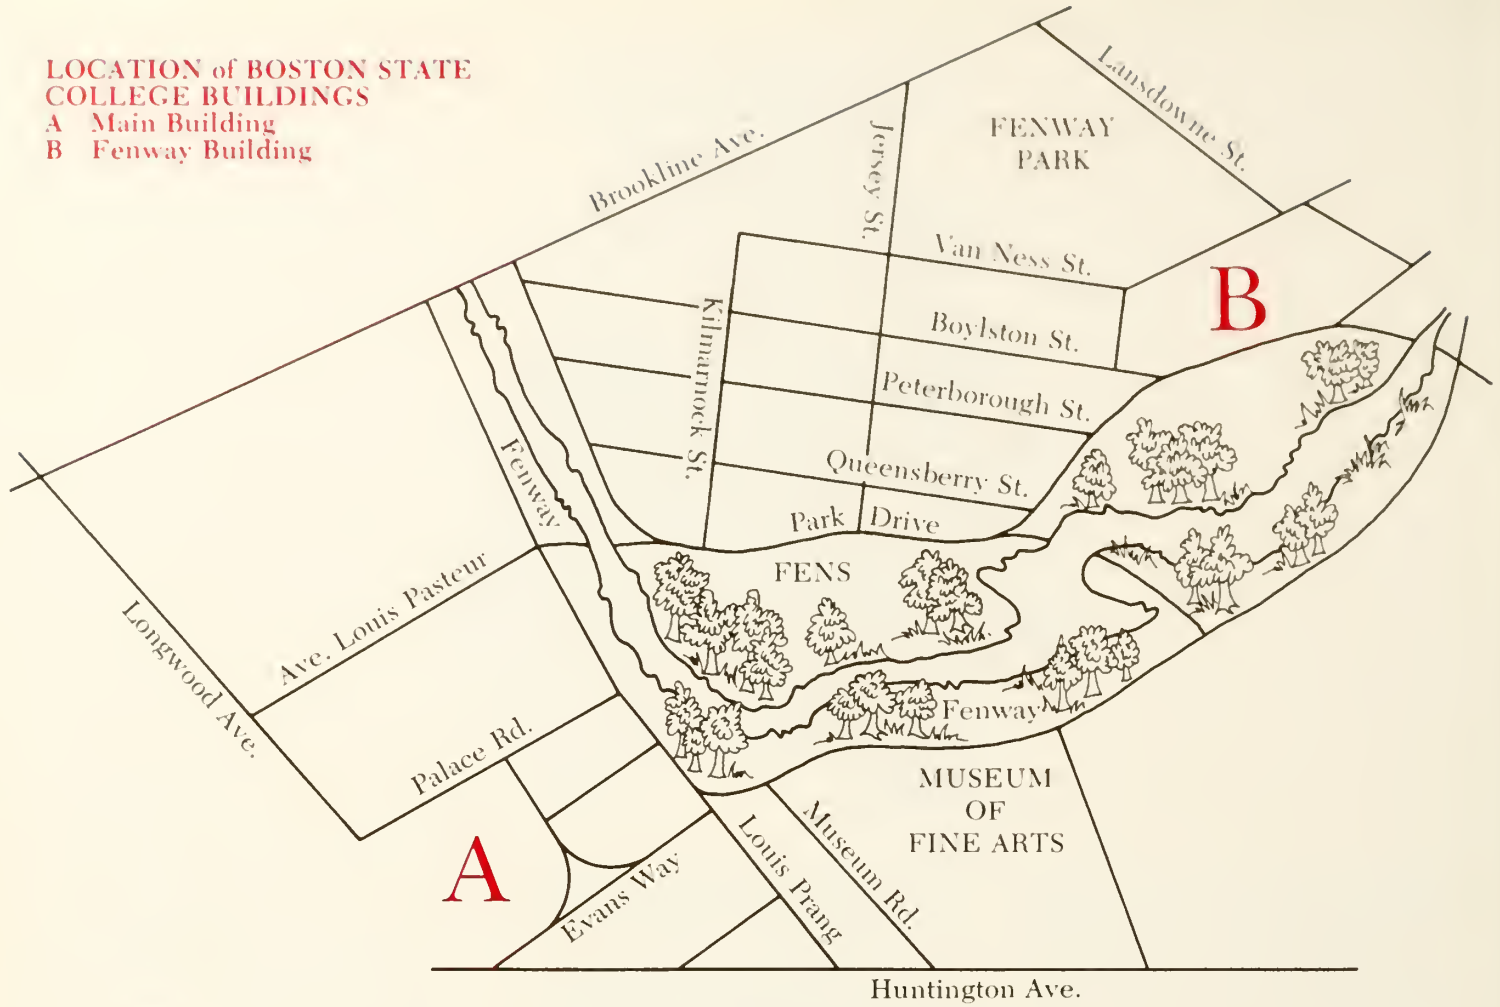 LOCATION of BOSTON STATE
COLLEGE BUILDINGS
A Main Building
B Fenway Building
Brookline Ave.
Jersey St.
FENWAY
PARK
Lansdowne St.
Van Ness St.
B
Kilmarnock St.
Boylston St.
Peterborough St.
Queensberry St.
Park Drive
Fenway
FENS
Ave. Louis Pasteur
Longwood Ave.
Palace Rd.
Fenway
MUSEUM
OF
FINE ARTS
A
Evans Way
Louis Prang
Museum Rd.
Huntington Ave.